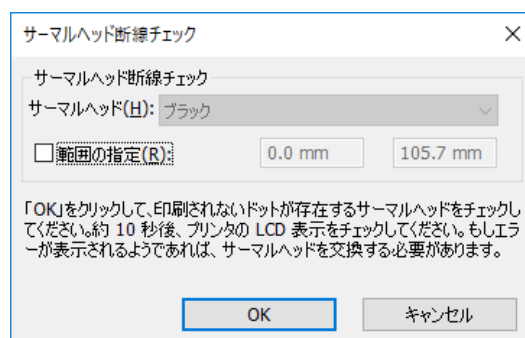 サーマルヘッド断線チェック
サーマルヘッド断線チェック
サーマルヘッド(H): ブラック
範囲の指定(R): 0.0 mm 105.7 mm
「OK」をクリックして、印刷されないドットが存在するサーマルヘッドをチェックし
てください。約 10 秒後、プリンタの LCD 表示をチェックしてください。もしエラ
ーが表示されるようであれば、サーマルヘッドを交換する必要があります。
OK キャンセル